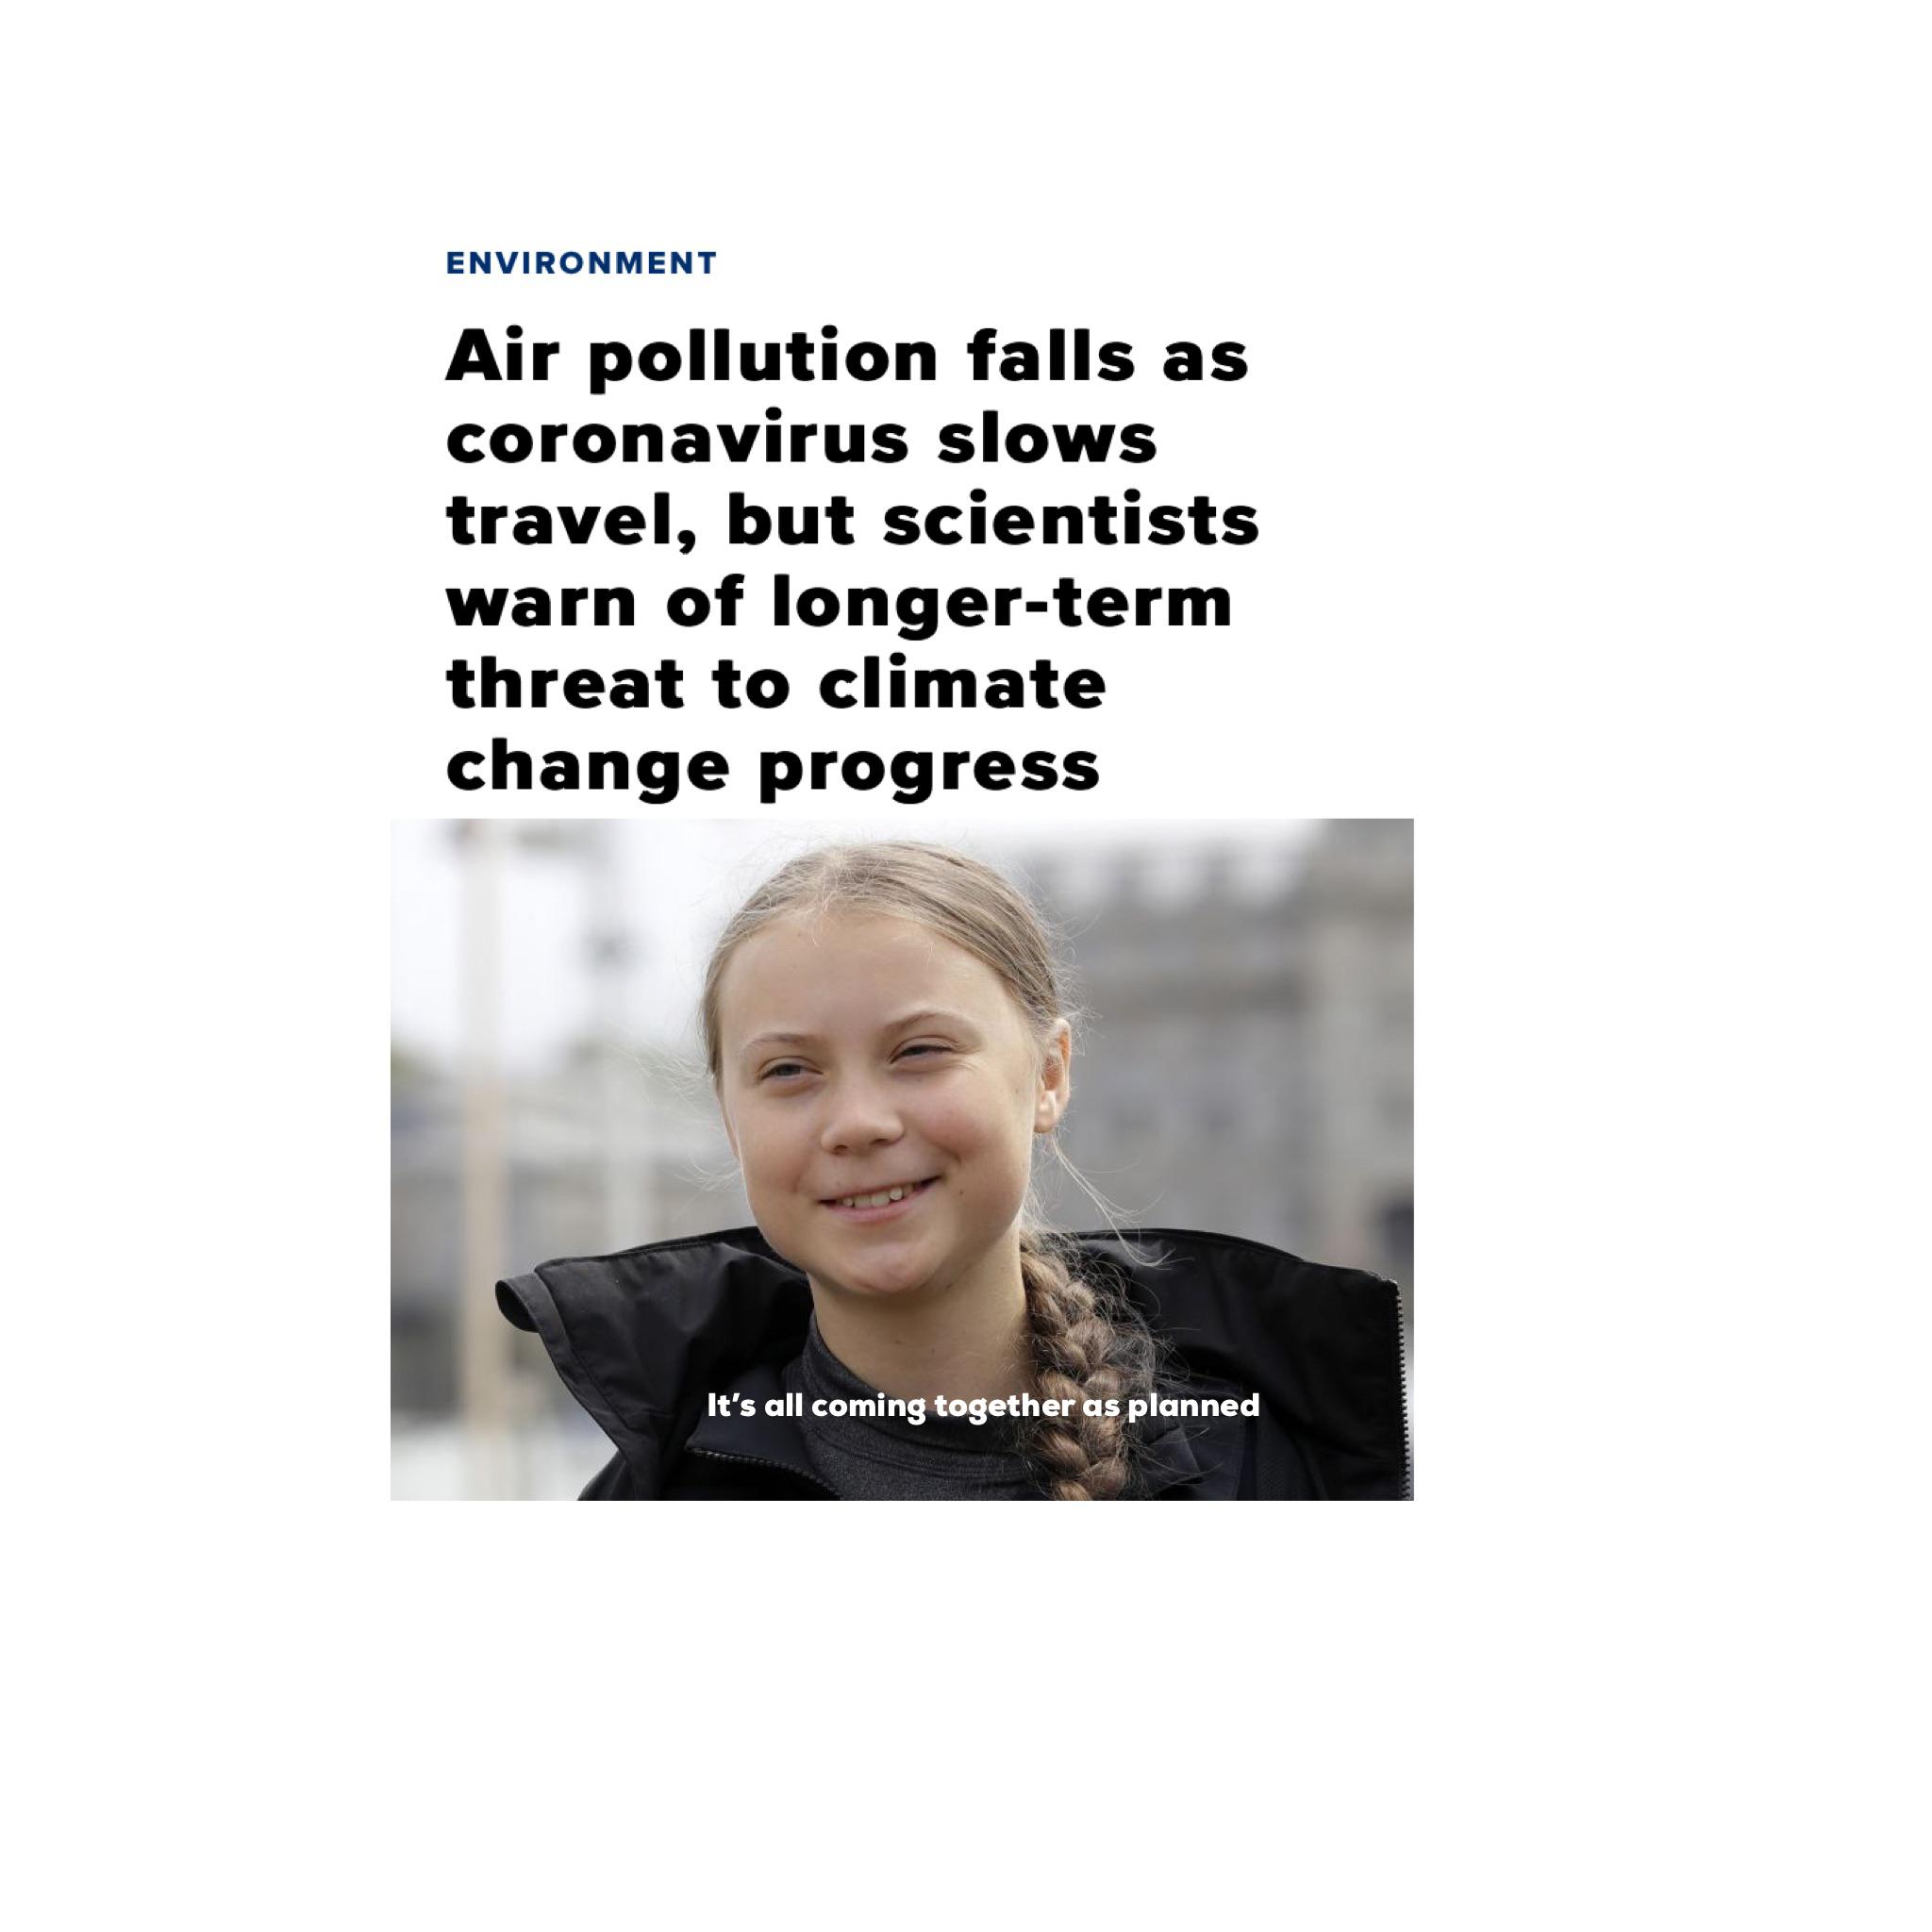 ENVIRONMENT
Air pollution falls as
coronavirus slows
travel, but scientists
warn of longer-term
threat to climate
change progress
It’s all coming together as planned